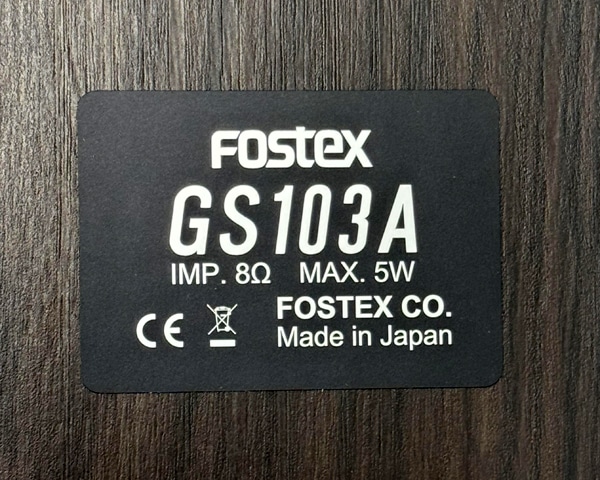 Fostex
GS103A
IMP. 8Ω MAX. 5W
CE FOSTEX CO.
Made in Japan